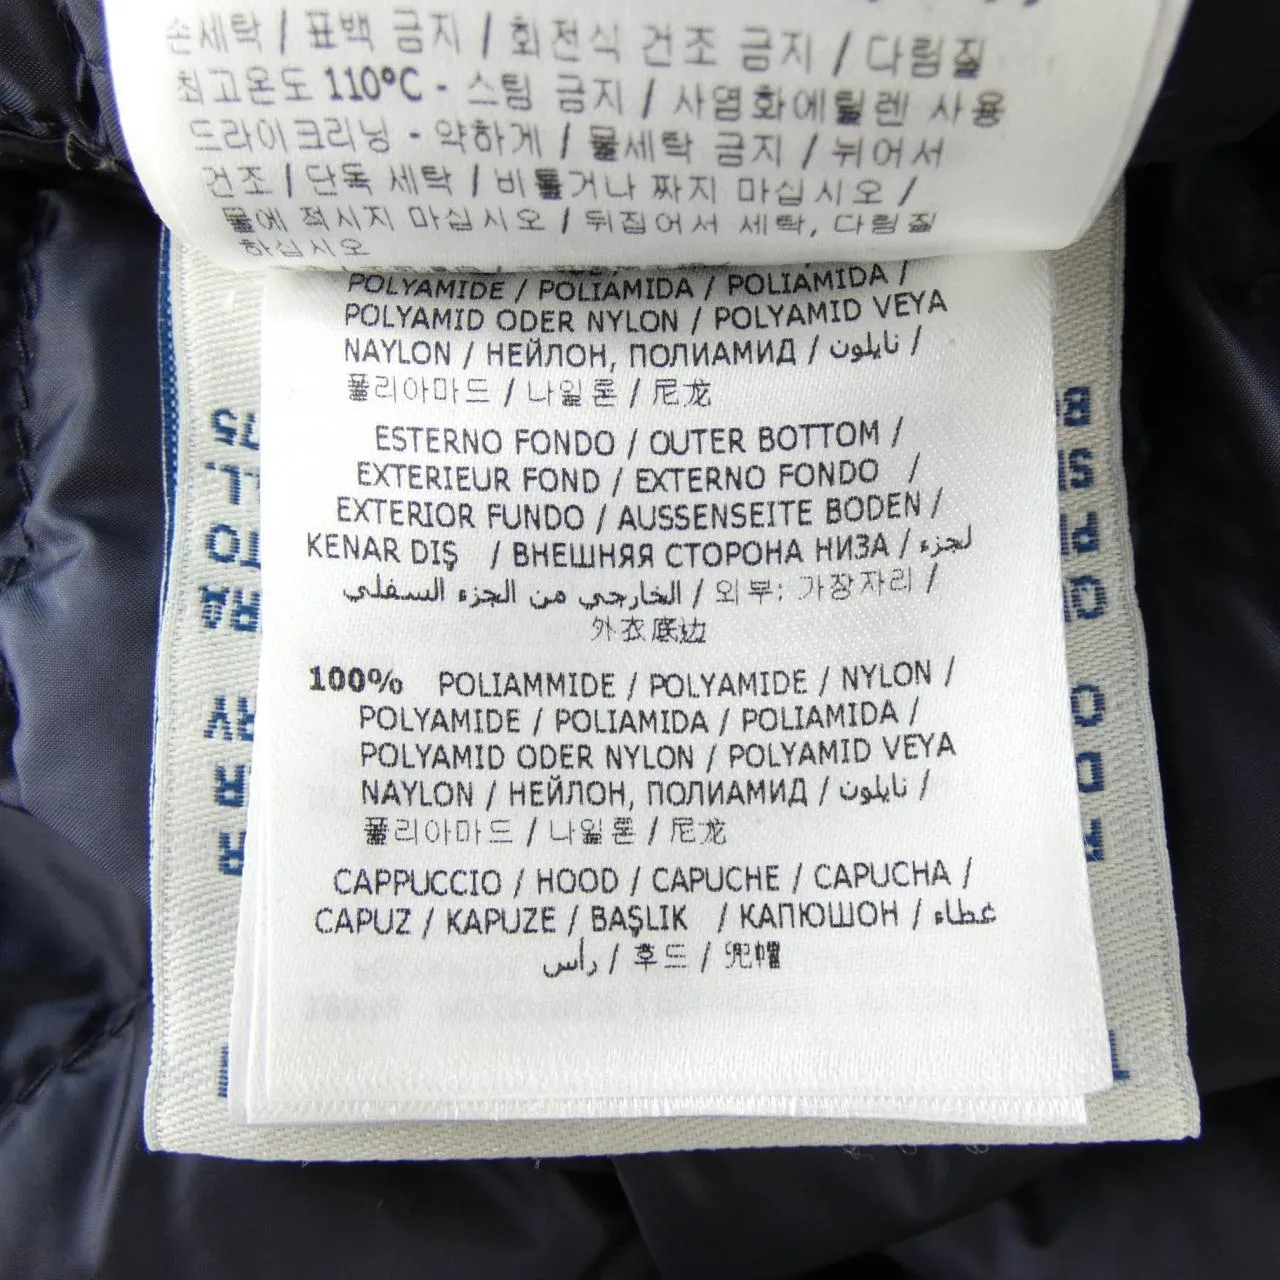 손세탁 / 표백 금지 / 회전식 건조 금지 / 다림질
최고온도 110°C - 스팀 금지 / 사염화에틸렌 사용
드라이크리닝 - 약하게 / 물세탁 금지 / 뉘어서
건조 / 단독 세탁 / 비틀거나 짜지 마십시오 /
물에 적시지 마십시오 / 뒤집어서 세탁, 다림질
하십시오
POLYAMIDE / POLIAMIDA / POLIAMIDA /
POLYAMID ODER NYLON / POLYAMID VEYA
NAYLON / НЕЙЛОН, ПОЛИАМИД / نايلون /
폴리아마드 / 나일론 / 尼龙
ESTERNO FONDO / OUTER BOTTOM /
EXTERIEUR FOND / EXTERNO FONDO /
EXTERIOR FUNDO / AUSSENSEITE BODEN /
KENAR DIŞ / ВНЕШНЯЯ СТОРОНА НИЗА / لجزء
الخارجي من الجزء السفلي / 외부: 가장자리 /
外衣底边
100% POLIAMMIDE / POLYAMIDE / NYLON /
POLYAMIDE / POLIAMIDA / POLIAMIDA /
POLYAMID ODER NYLON / POLYAMID VEYA
NAYLON / НЕЙЛОН, ПОЛИАМИД / نايلون /
폴리아마드 / 나일론 / 尼龙
CAPPUCCIO / HOOD / CAPUCHE / CAPUCHA /
CAPUZ / KAPUZE / BAŞLIK / КАПЮШОН / غطاء
رأس / 후드 / 兜帽